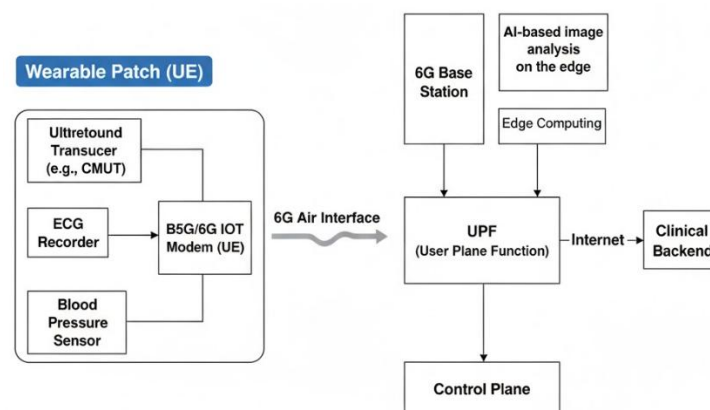 Wearable Patch (UE)
Ultretound
Transucer
(e.g., CMUT)
ECG
Recorder
Blood
Pressure
Sensor
B5G/6G IOT
Modem (UE)
6G Air Interface
6G Base
Station
AI-based image
analysis
on the edge
Edge Computing
UPF
(User Plane Function)
Internet
Clinical
Backend
Control Plane